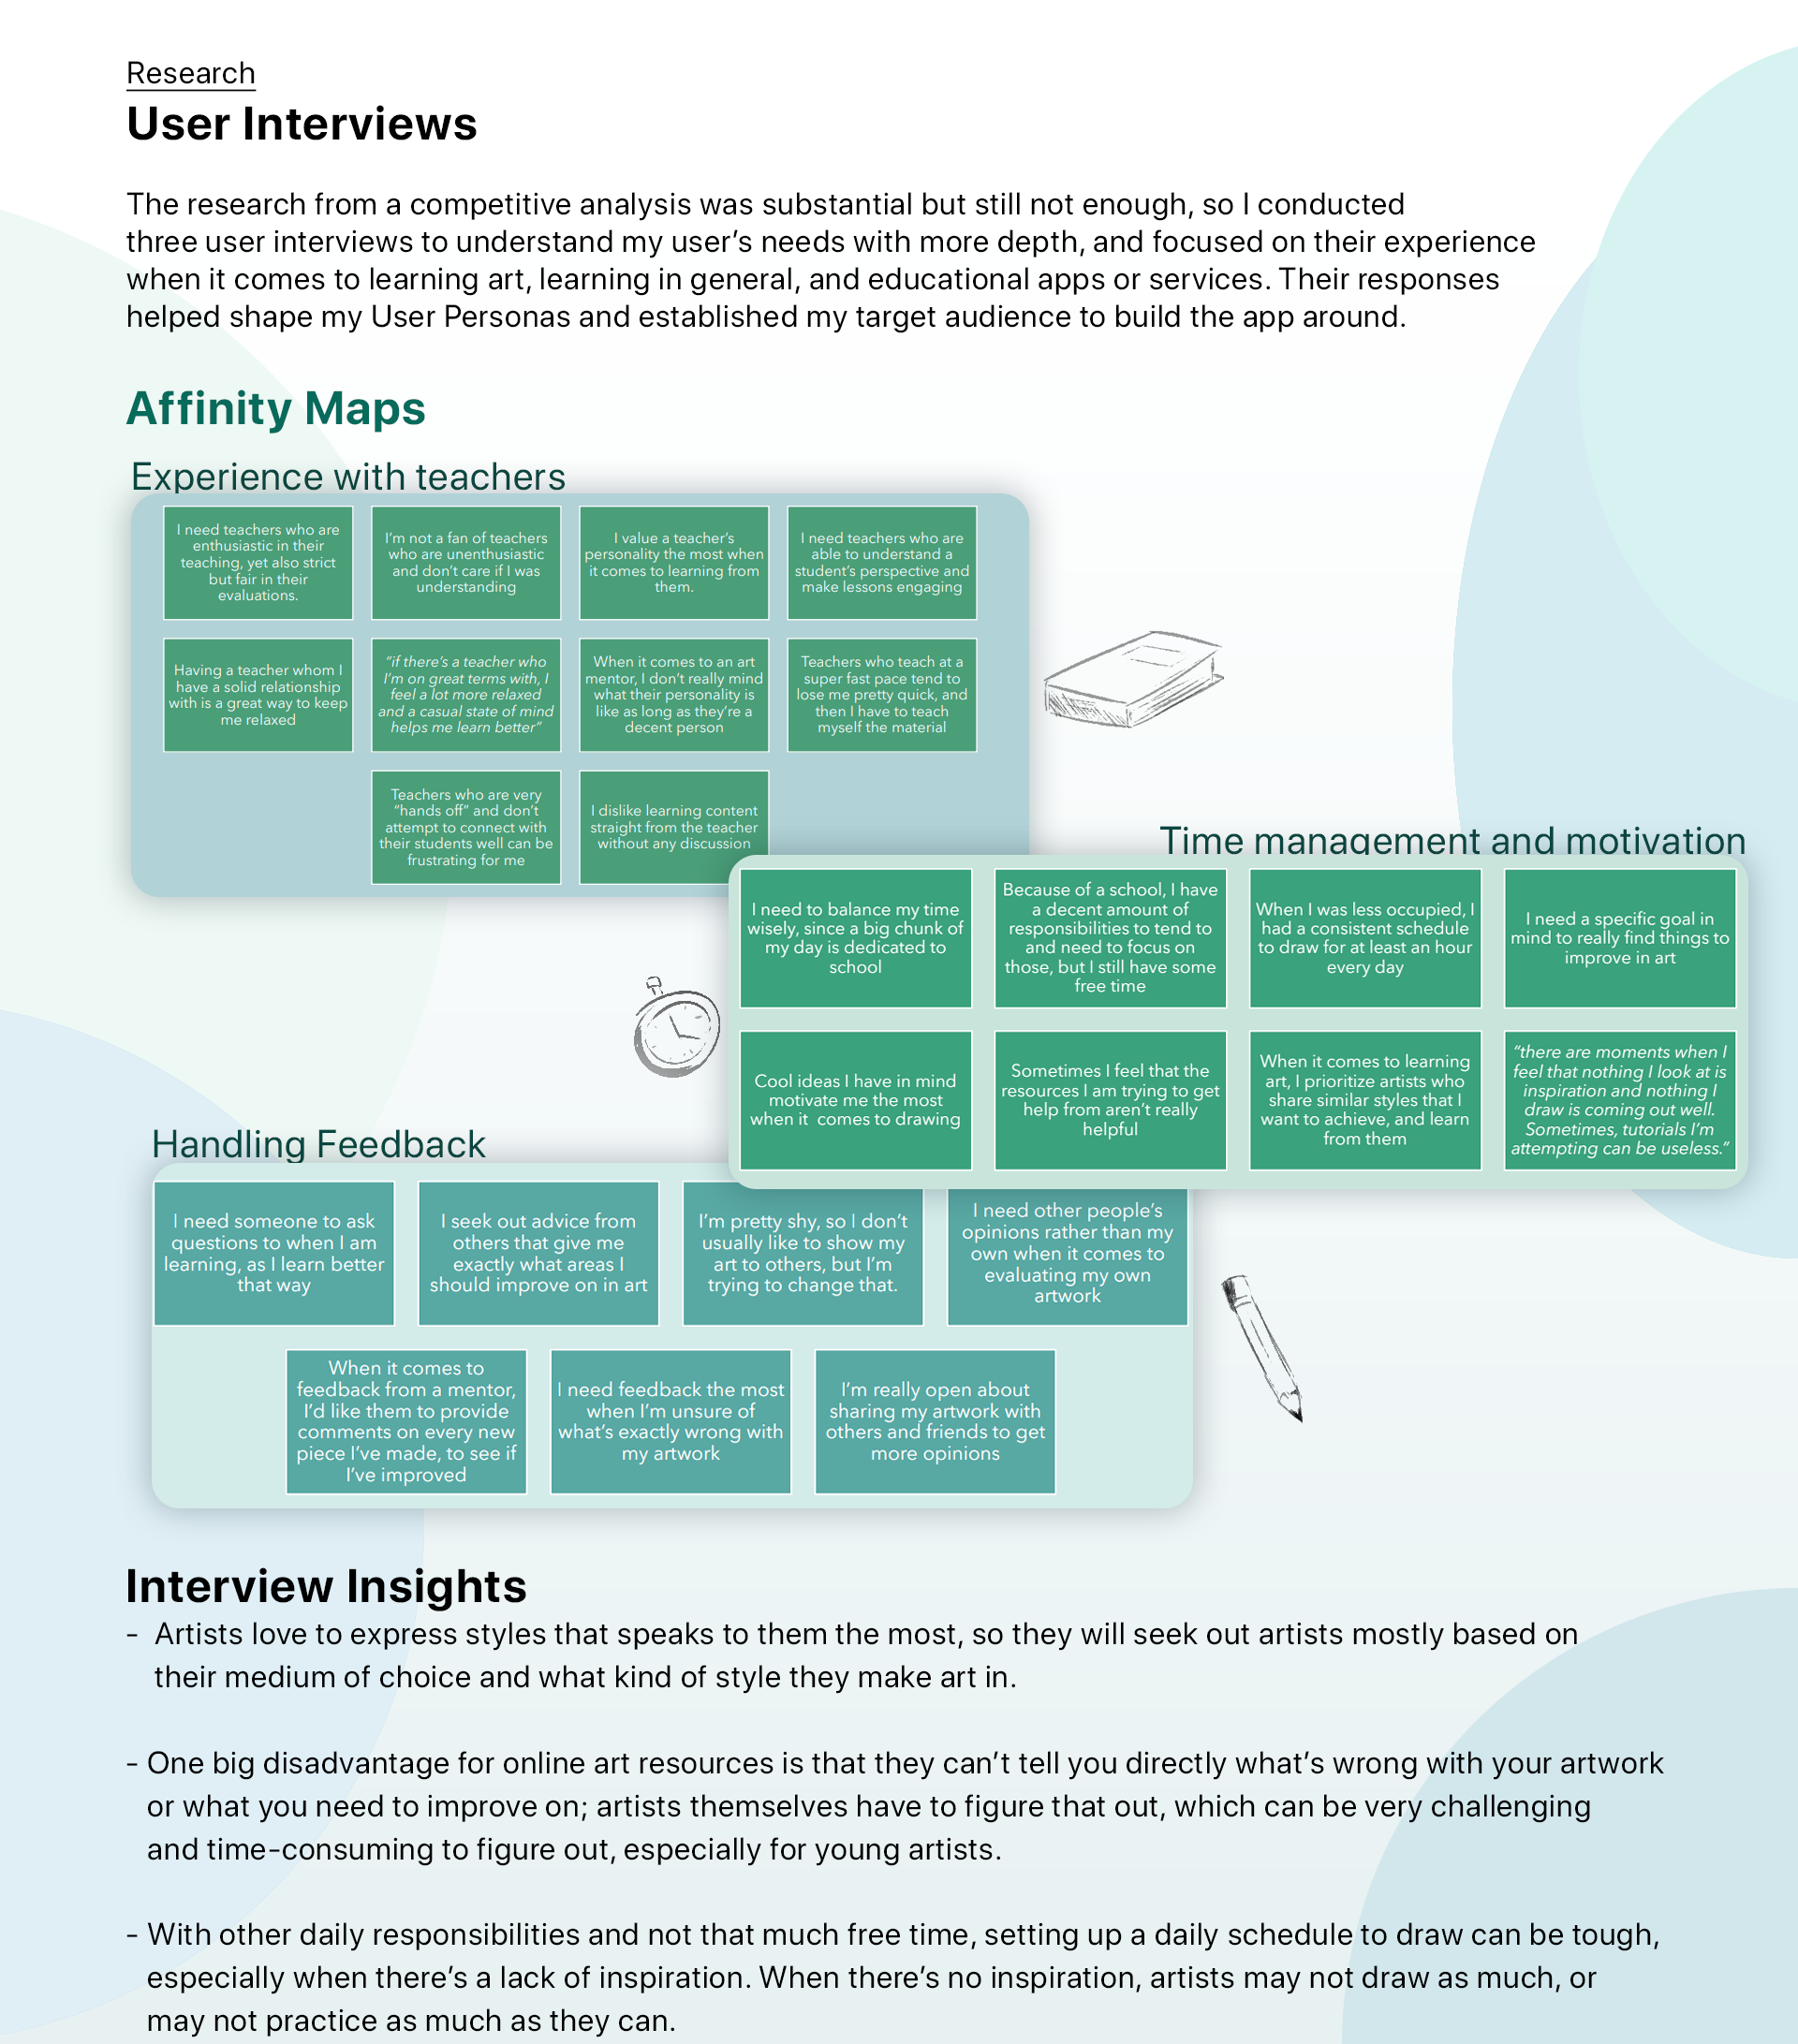 Research
User Interviews
The research from a competitive analysis was substantial but still not enough, so I conducted
three user interviews to understand my user’s needs with more depth, and focused on their experience
when it comes to learning art, learning in general, and educational apps or services. Their responses
helped shape my User Personas and established my target audience to build the app around.
Affinity Maps
Experience with teachers
I need teachers who are
enthusiastic in their
teaching, yet also strict
but fair in their
evaluations.
I’m not a fan of teachers
who are unenthusiastic
and don’t care if I was
understanding
I value a teacher’s
personality the most when
it comes to learning from
them.
I need teachers who are
able to understand a
student’s perspective and
make lessons engaging
Having a teacher whom I
have a solid relationship
with is a great way to keep
me relaxed
“if there’s a teacher who
I’m on great terms with, I
feel a lot more relaxed
and a casual state of mind
helps me learn better”
When it comes to an art
mentor, I don’t really mind
what their personality is
like as long as they’re a
decent person
Teachers who teach at a
super fast pace tend to
lose me pretty quick, and
then I have to teach
myself the material
Teachers who are very
“hands off” and don’t
attempt to connect with
their students well can be
frustrating for me
I dislike learning content
straight from the teacher
without any discussion
Time management and motivation
I need to balance my time
wisely, since a big chunk of
my day is dedicated to
school
Because of a school, I have
a decent amount of
responsibilities to tend to
and need to focus on
those, but I still have some
free time
When I was less occupied, I
had a consistent schedule
to draw for at least an hour
every day
I need a specific goal in
mind to really find things to
improve in art
Cool ideas I have in mind
motivate me the most
when it  comes to drawing
Sometimes I feel that the
resources I am trying to get
help from aren’t really
helpful
When it comes to learning
art, I prioritize artists who
share similar styles that I
want to achieve, and learn
from them
“there are moments when I
feel that nothing I look at is
inspiration and nothing I
draw is coming out well.
Sometimes, tutorials I’m
attempting can be useless.”
Handling Feedback
I need someone to ask
questions to when I am
learning, as I learn better
that way
I seek out advice from
others that give me
exactly what areas I
should improve on in art
I’m pretty shy, so I don’t
usually like to show my
art to others, but I’m
trying to change that.
I need other people’s
opinions rather than my
own when it comes to
evaluating my own
artwork
When it comes to
feedback from a mentor,
I’d like them to provide
comments on every new
piece I’ve made, to see if
I’ve improved
I need feedback the most
when I’m unsure of
what’s exactly wrong with
my artwork
I’m really open about
sharing my artwork with
others and friends to get
more opinions
Interview Insights
- Artists love to express styles that speaks to them the most, so they will seek out artists mostly based on
their medium of choice and what kind of style they make art in.
- One big disadvantage for online art resources is that they can’t tell you directly what’s wrong with your artwork
or what you need to improve on; artists themselves have to figure that out, which can be very challenging
and time-consuming to figure out, especially for young artists.
- With other daily responsibilities and not that much free time, setting up a daily schedule to draw can be tough,
especially when there’s a lack of inspiration. When there’s no inspiration, artists may not draw as much, or
may not practice as much as they can.